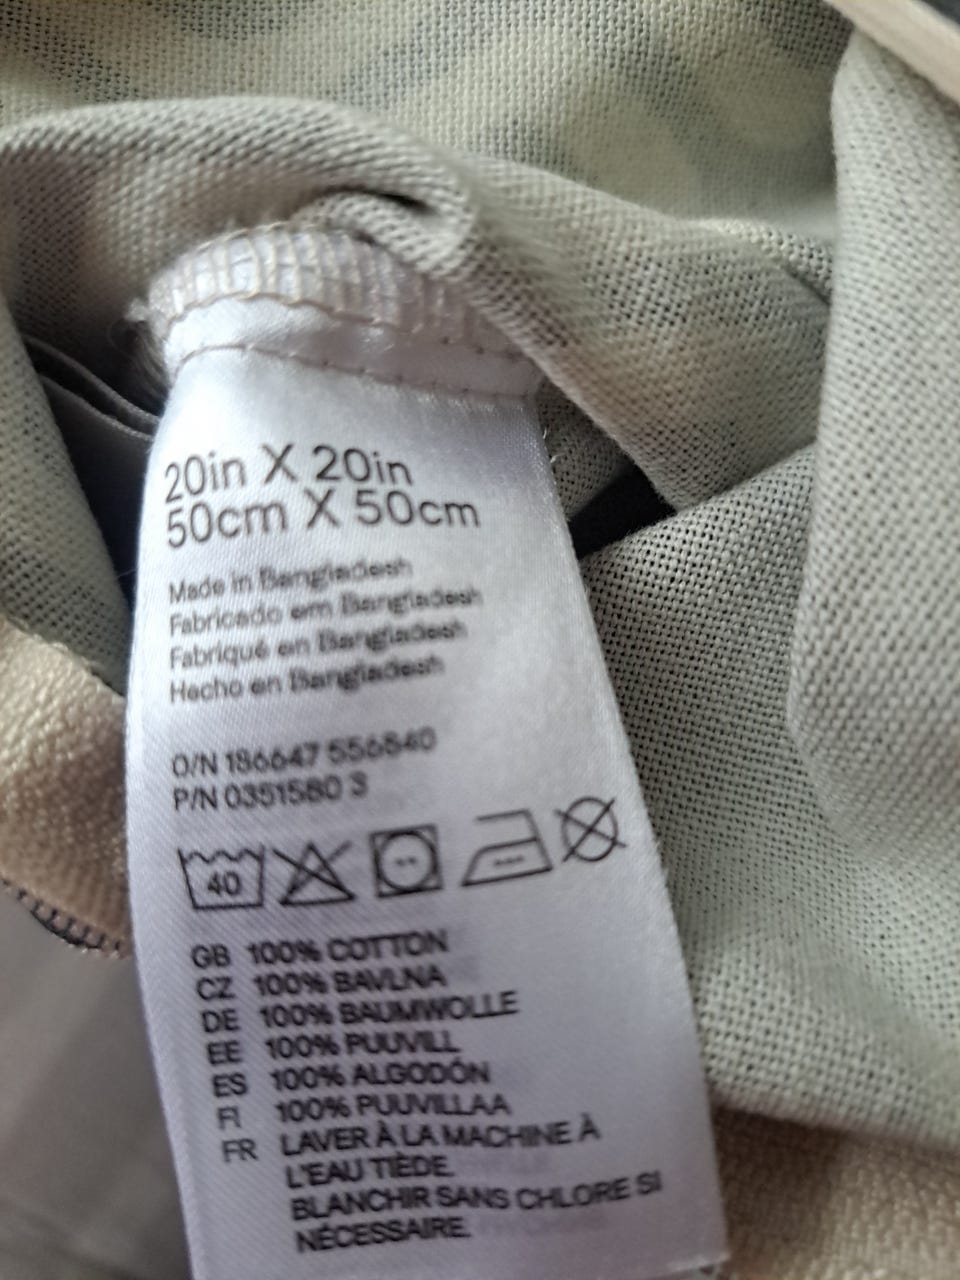 20in X 20in
50cm X 50cm
Made in Bangladesh
Fabricado em Bangladesh
Fabriqué en Bangladesh
Hecho en Bangladesh
O/N 186647 556840
P/N 0351580 3
40
GB 100% COTTON
CZ 100% BAVLNA
DE 100% BAUMWOLLE
EE 100% PUUVILL
ES 100% ALGODÓN
FI 100% PUUVILLAA
FR LAVER À LA MACHINE À
L'EAU TIÈDE.
BLANCHIR SANS CHLORE SI
NÉCESSAIRE.